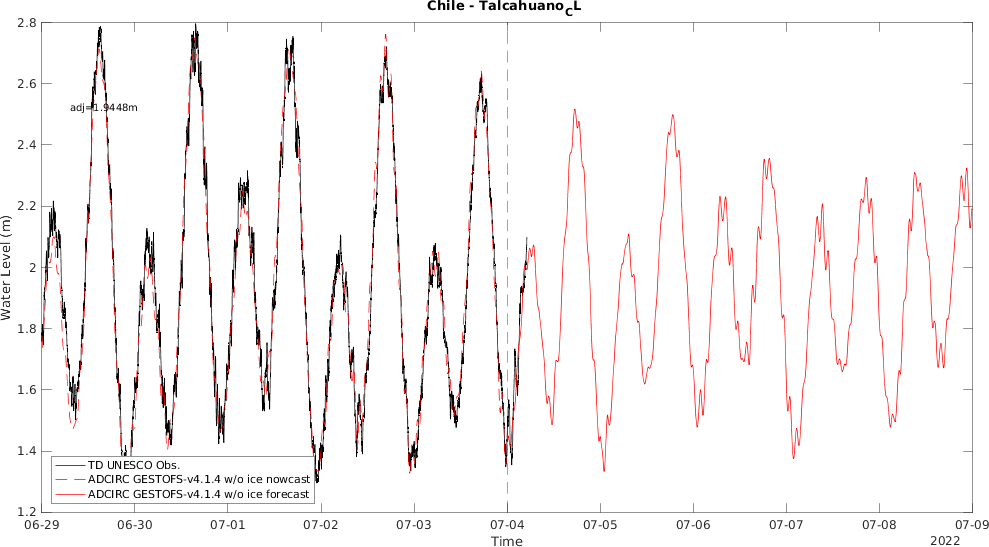 Chile - Talcahuano_CL
2.8
2.6
2.4
2.2
2
1.8
1.6
1.4
1.2
Water Level (m)
adj=1.9448m
TD UNESCO Obs.
ADCIRC GESTOFS-v4.1.4 w/o ice nowcast
ADCIRC GESTOFS-v4.1.4 w/o ice forecast
06-29 06-30 07-01 07-02 07-03 07-04 07-05 07-06 07-07 07-08 07-09
Time
2022